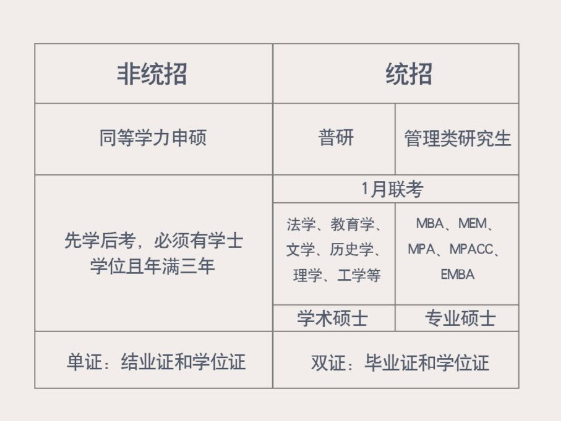 非统招
统招
同等学力申硕
普研
管理类研究生
1月联考
先学后考，必须有学士
学位且年满三年
法学、教育学、
文学、历史学、
理学、工学等
MBA、MEM、
MPA、MPACC、
EMBA
学术硕士
专业硕士
单证：结业证和学位证
双证：毕业证和学位证